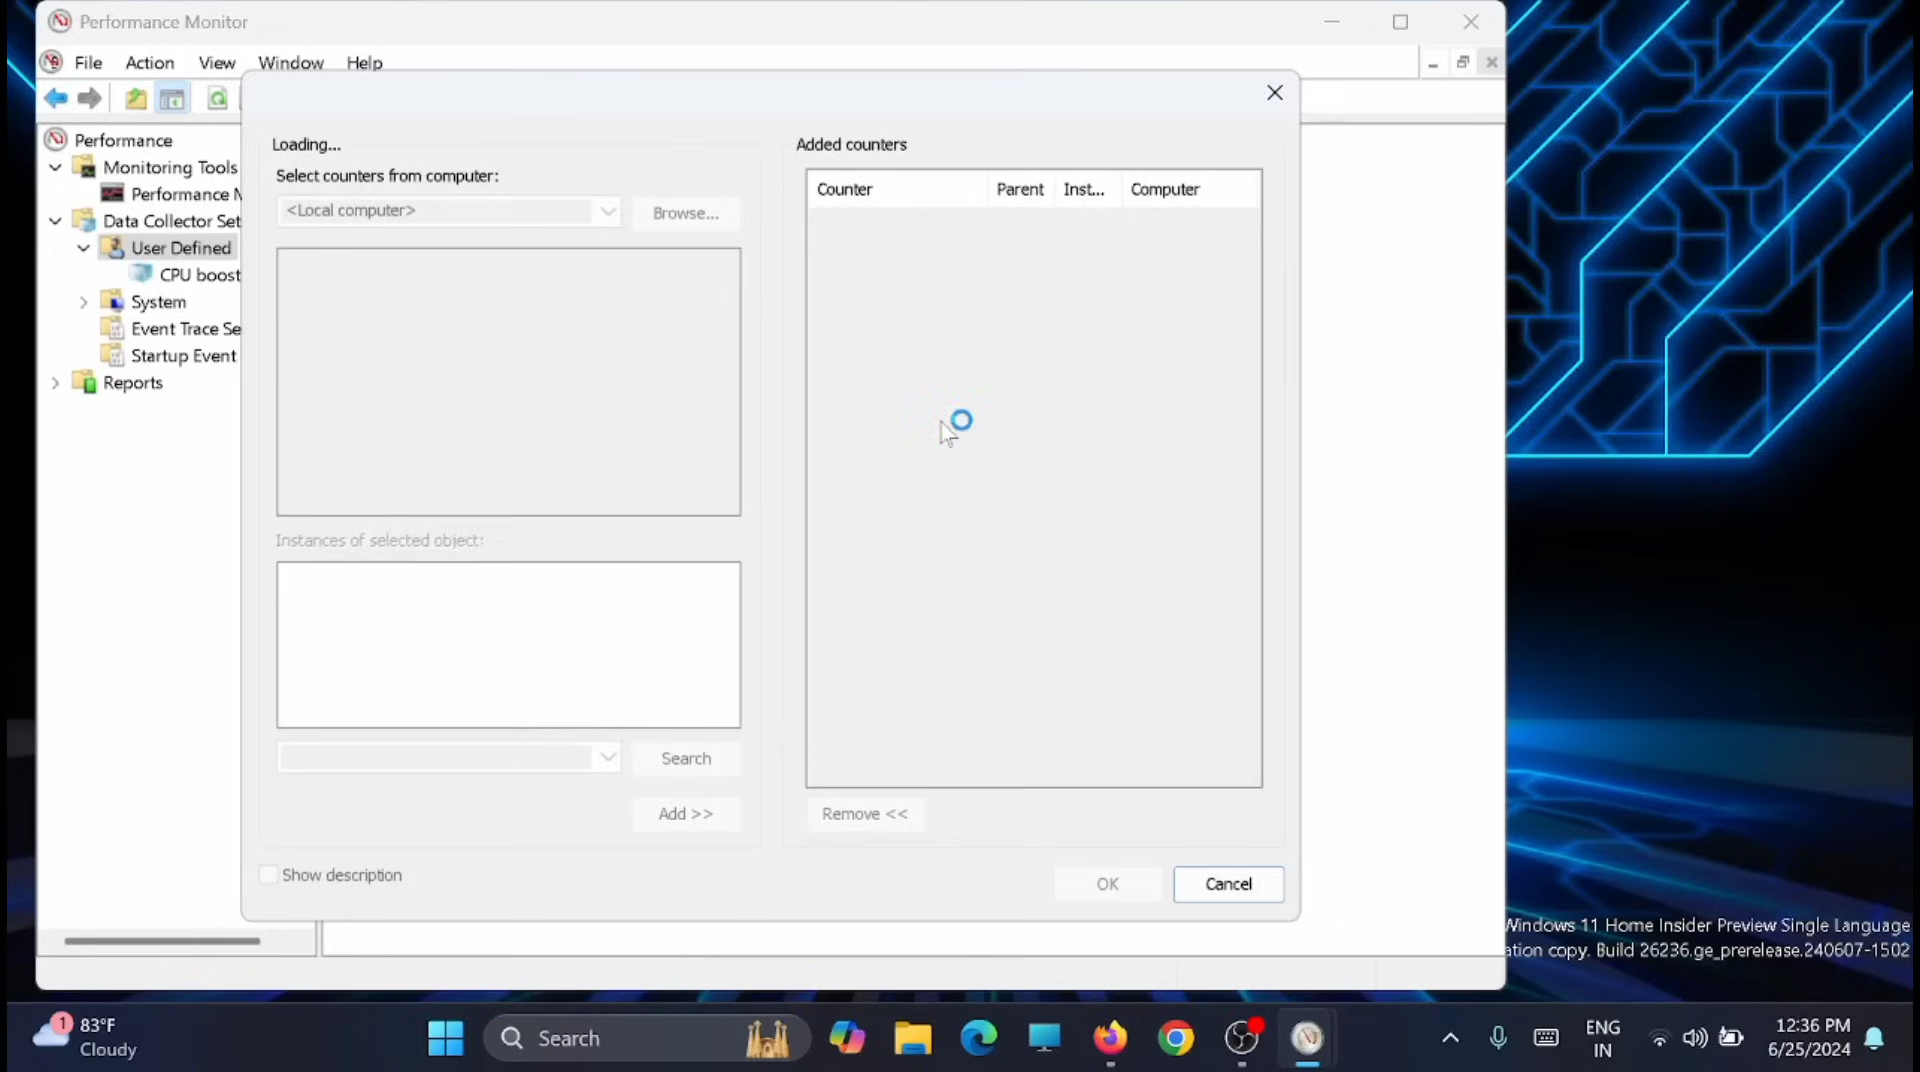 Performance Monitor
File Action View Window Help
Performance
Monitoring Tools
Performance M
Data Collector Set
User Defined
CPU boost
System
Event Trace Se
Startup Event
Reports
Loading...
Select counters from computer:
<Local computer>
Browse...
Instances of selected object:
Search
Add >>
Show description
Added counters
Counter Parent Inst... Computer
Remove <<
OK Cancel
Windows 11 Home Insider Preview Single Language
ation copy. Build 26236.ge_prerelease.240607-1502
1 83°F
Cloudy
Search
ENG
IN
12:36 PM
6/25/2024